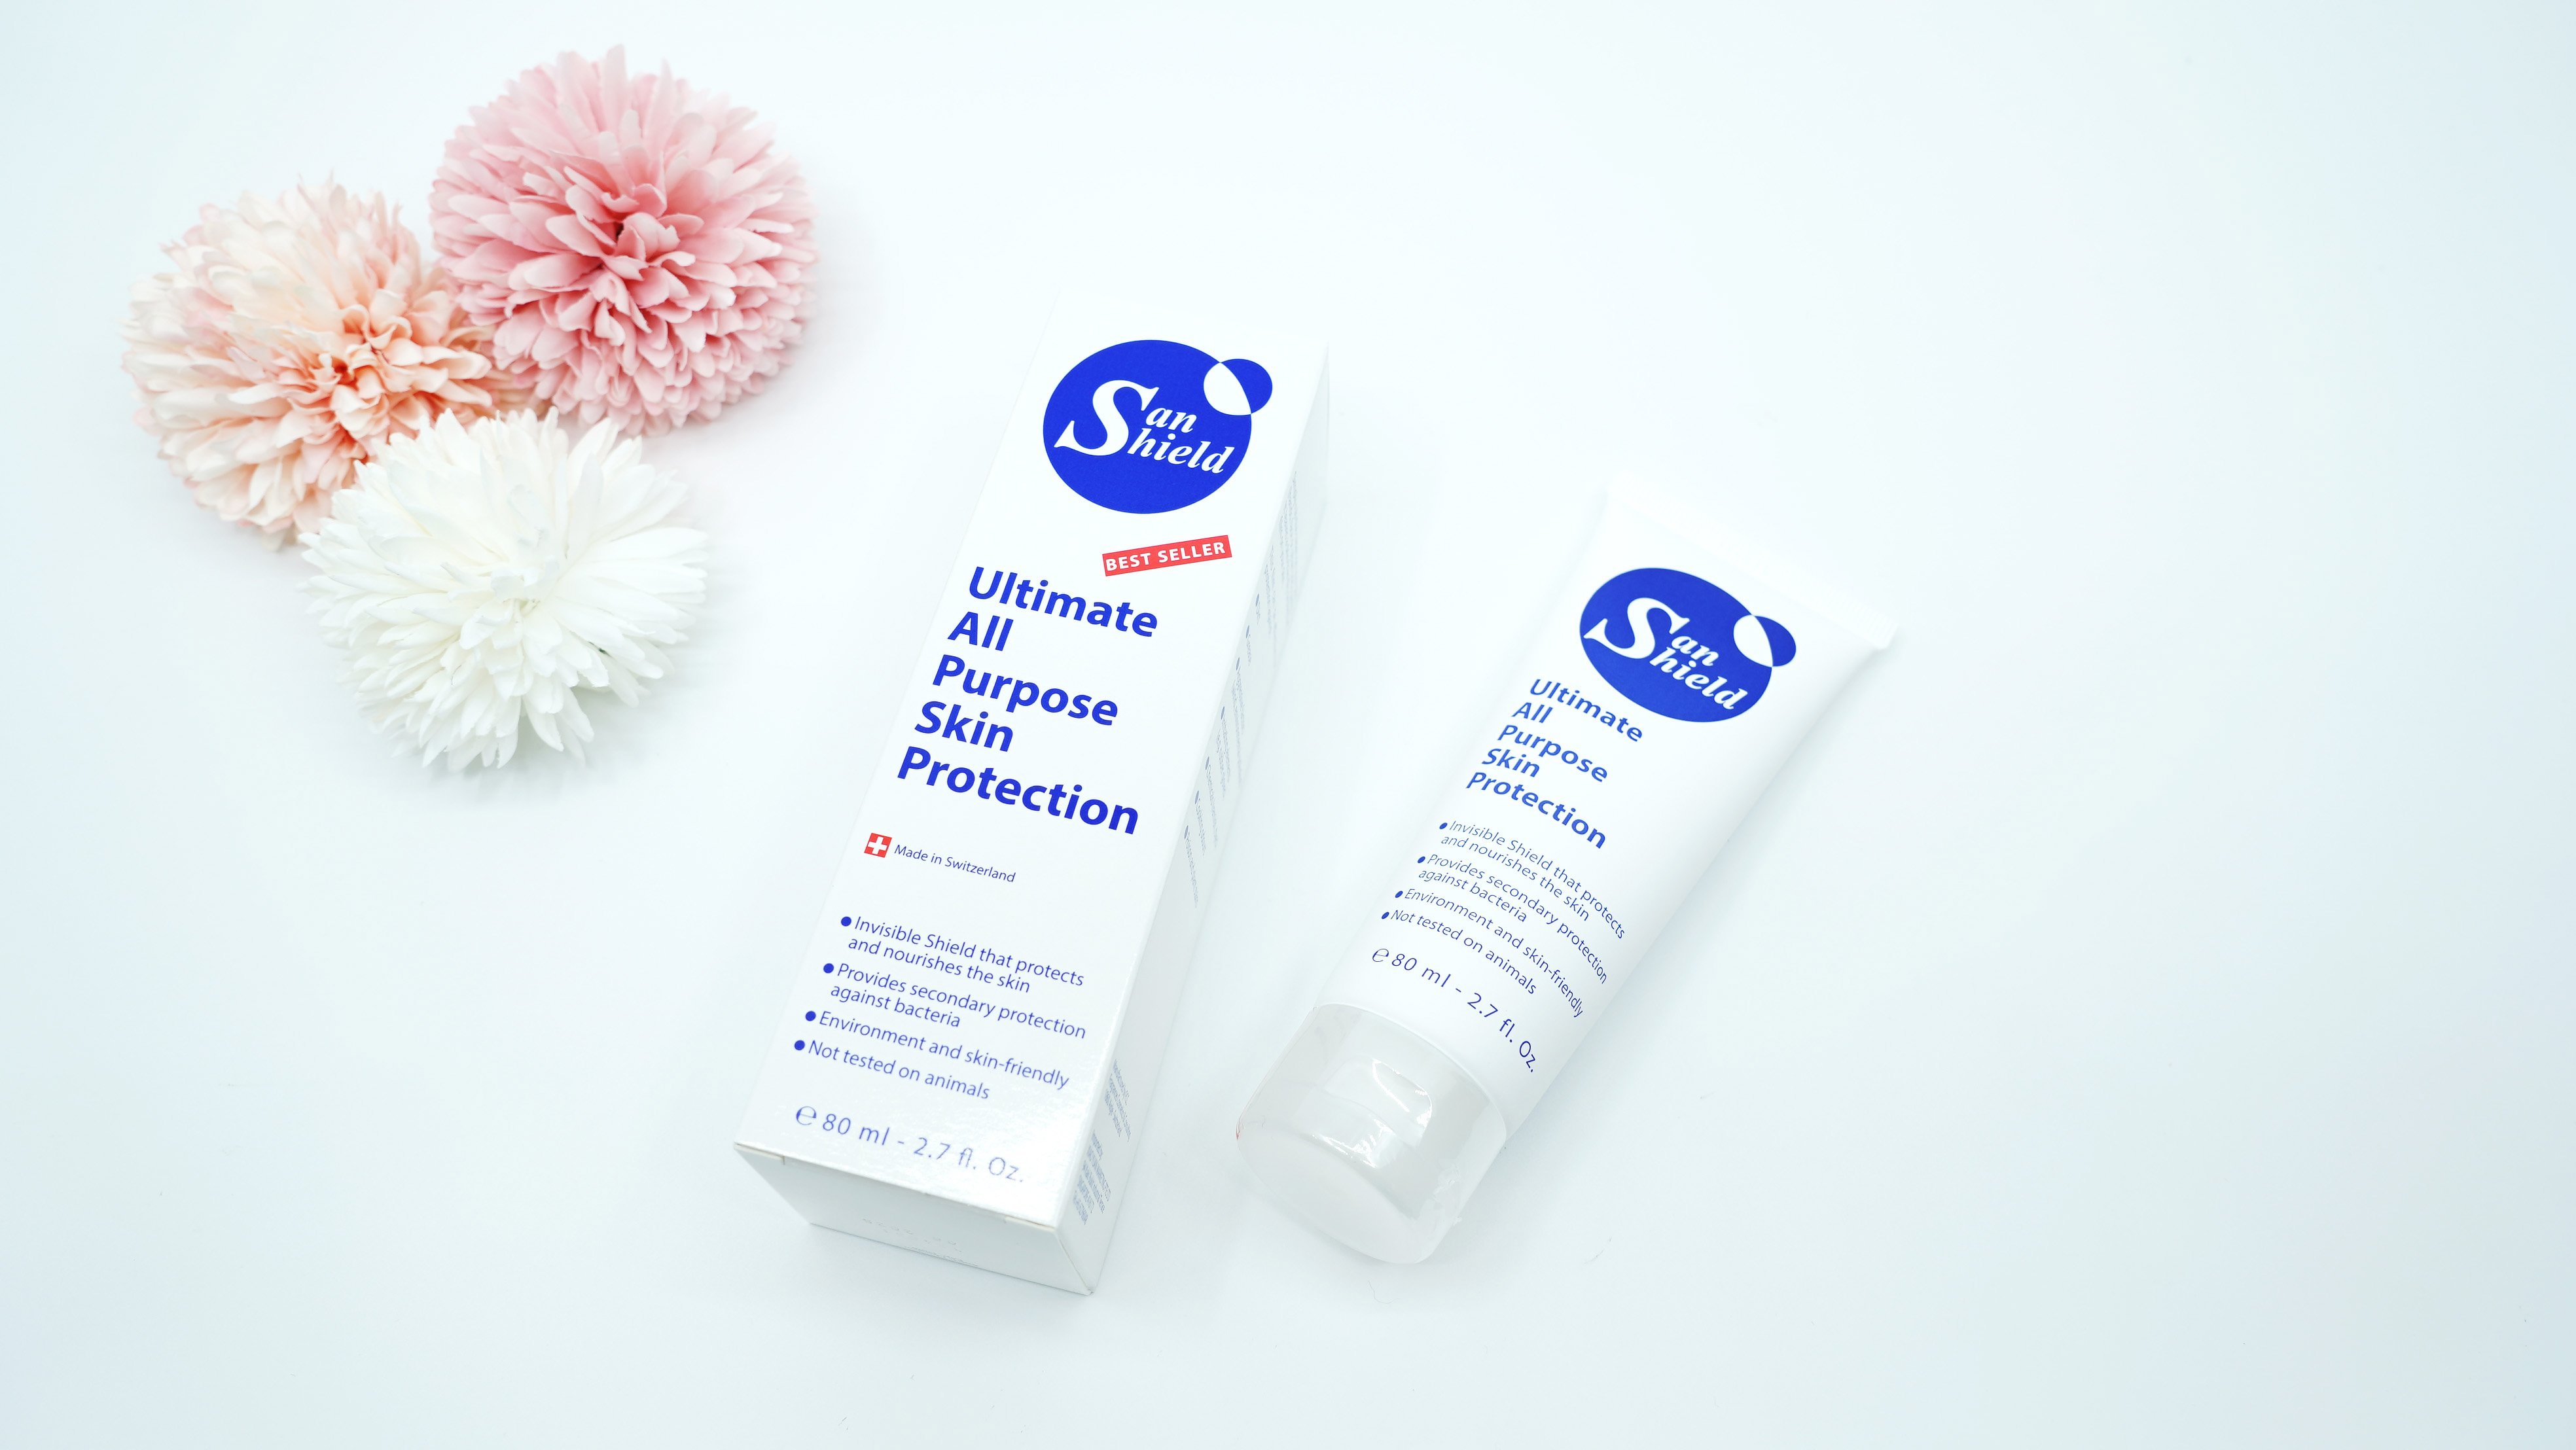 San
Shield
BEST SELLER
Ultimate
All
Purpose
Skin
Protection
Made in Switzerland
● Invisible Shield that protects
and nourishes the skin
● Provides secondary protection
against bacteria
● Environment and skin-friendly
● Not tested on animals
℮ 80 ml - 2.7 fl. Oz.
San
Shield
Ultimate
All
Purpose
Skin
Protection
● Invisible Shield that protects
and nourishes the skin
● Provides secondary protection
against bacteria
● Environment and skin-friendly
● Not tested on animals
℮ 80 ml - 2.7 fl. Oz.